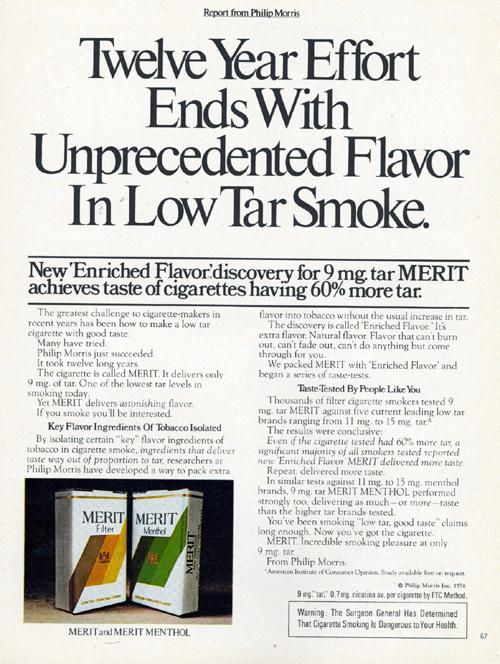 Report from Philip Morris
Twelve Year Effort
Ends With
Unprecedented Flavor
In Low Tar Smoke.
New 'Enriched Flavor,' discovery for 9 mg. tar MERIT
achieves taste of cigarettes having 60% more tar.
The greatest challenge to cigarette-makers in
recent years has been how to make a low tar
cigarette with good taste.
Many have tried.
Philip Morris just succeeded.
It took twelve long years.
The cigarette is called MERIT. It delivers only
9 mg. of tar. One of the lowest tar levels in
smoking today.
Yet MERIT delivers astonishing flavor.
If you smoke you'll be interested.
Key Flavor Ingredients Of Tobacco Isolated
By isolating certain "key" flavor ingredients of
tobacco in cigarette smoke, ingredients that deliver
taste way out of proportion to tar, researchers at
Philip Morris have developed a way to pack extra
MERIT
Filter
MERIT
Menthol
MERIT
MERIT and MERIT MENTHOL
flavor into tobacco without the usual increase in tar.
The discovery is called 'Enriched Flavor.' It's
extra flavor. Natural flavor. Flavor that can't burn
out, can't fade out, can't do anything but come
through for you.
We packed MERIT with 'Enriched Flavor' and
began a series of taste-tests.
Taste-Tested By People Like You
Thousands of filter cigarette smokers tested 9
mg. tar MERIT against five current leading low tar
brands ranging from 11 mg. to 15 mg. tar.*
The results were conclusive:
Even if the cigarette tested had 60% more tar, a
significant majority of all smokers tested reported
new 'Enriched Flavor' MERIT delivered more taste.
Repeat: delivered more taste.
In similar tests against 11 mg. to 15 mg. menthol
brands, 9 mg. tar MERIT MENTHOL performed
strongly too, delivering as much—or more—taste
than the higher tar brands tested.
You've been smoking "low tar, good taste" claims
long enough. Now you've got the cigarette.
MERIT. Incredible smoking pleasure at only
9 mg. tar.
From Philip Morris.
*American Institute of Consumer Opinion. Study available free on request.
© Philip Morris Inc. 1976
9 mg. "tar," 0.7 mg. nicotine av. per cigarette by FTC Method.
Warning: The Surgeon General Has Determined
That Cigarette Smoking Is Dangerous to Your Health.
67